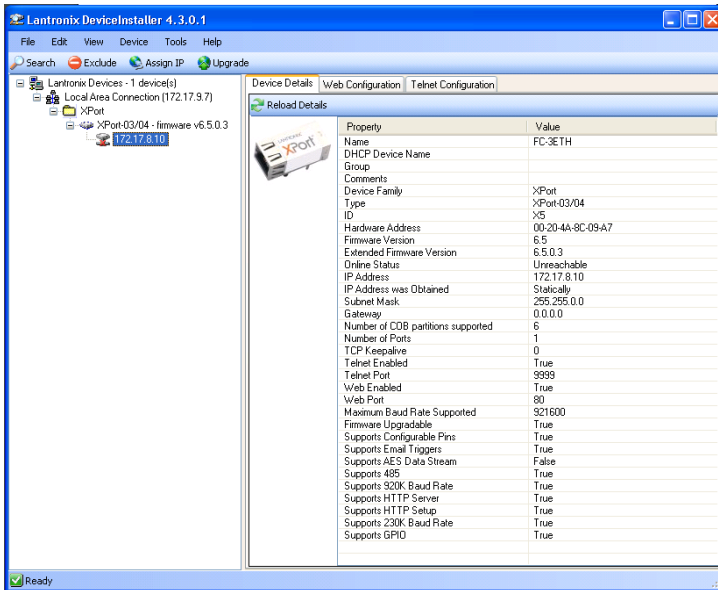 Lantronix DeviceInstaller 4.3.0.1
File Edit View Device Tools Help
Search Exclude Assign IP Upgrade
Lantronix Devices - 1 device(s)
Local Area Connection (172.17.9.7)
XPort
XPort-03/04 - firmware v6.5.0.3
172.17.8.10
Device Details Web Configuration Telnet Configuration
Reload Details
LANTRONIX
XPort
Property Value
Name FC-3ETH
DHCP Device Name
Group
Comments
Device Family XPort
Type XPort-03/04
ID X5
Hardware Address 00-20-4A-8C-09-A7
Firmware Version 6.5
Extended Firmware Version 6.5.0.3
Online Status Unreachable
IP Address 172.17.8.10
IP Address was Obtained Statically
Subnet Mask 255.255.0.0
Gateway 0.0.0.0
Number of COB partitions supported 6
Number of Ports 1
TCP Keepalive 0
Telnet Enabled True
Telnet Port 9999
Web Enabled True
Web Port 80
Maximum Baud Rate Supported 921600
Firmware Upgradable True
Supports Configurable Pins True
Supports Email Triggers True
Supports AES Data Stream False
Supports 485 True
Supports 920K Baud Rate True
Supports HTTP Server True
Supports HTTP Setup True
Supports 230K Baud Rate True
Supports GPIO True
Ready